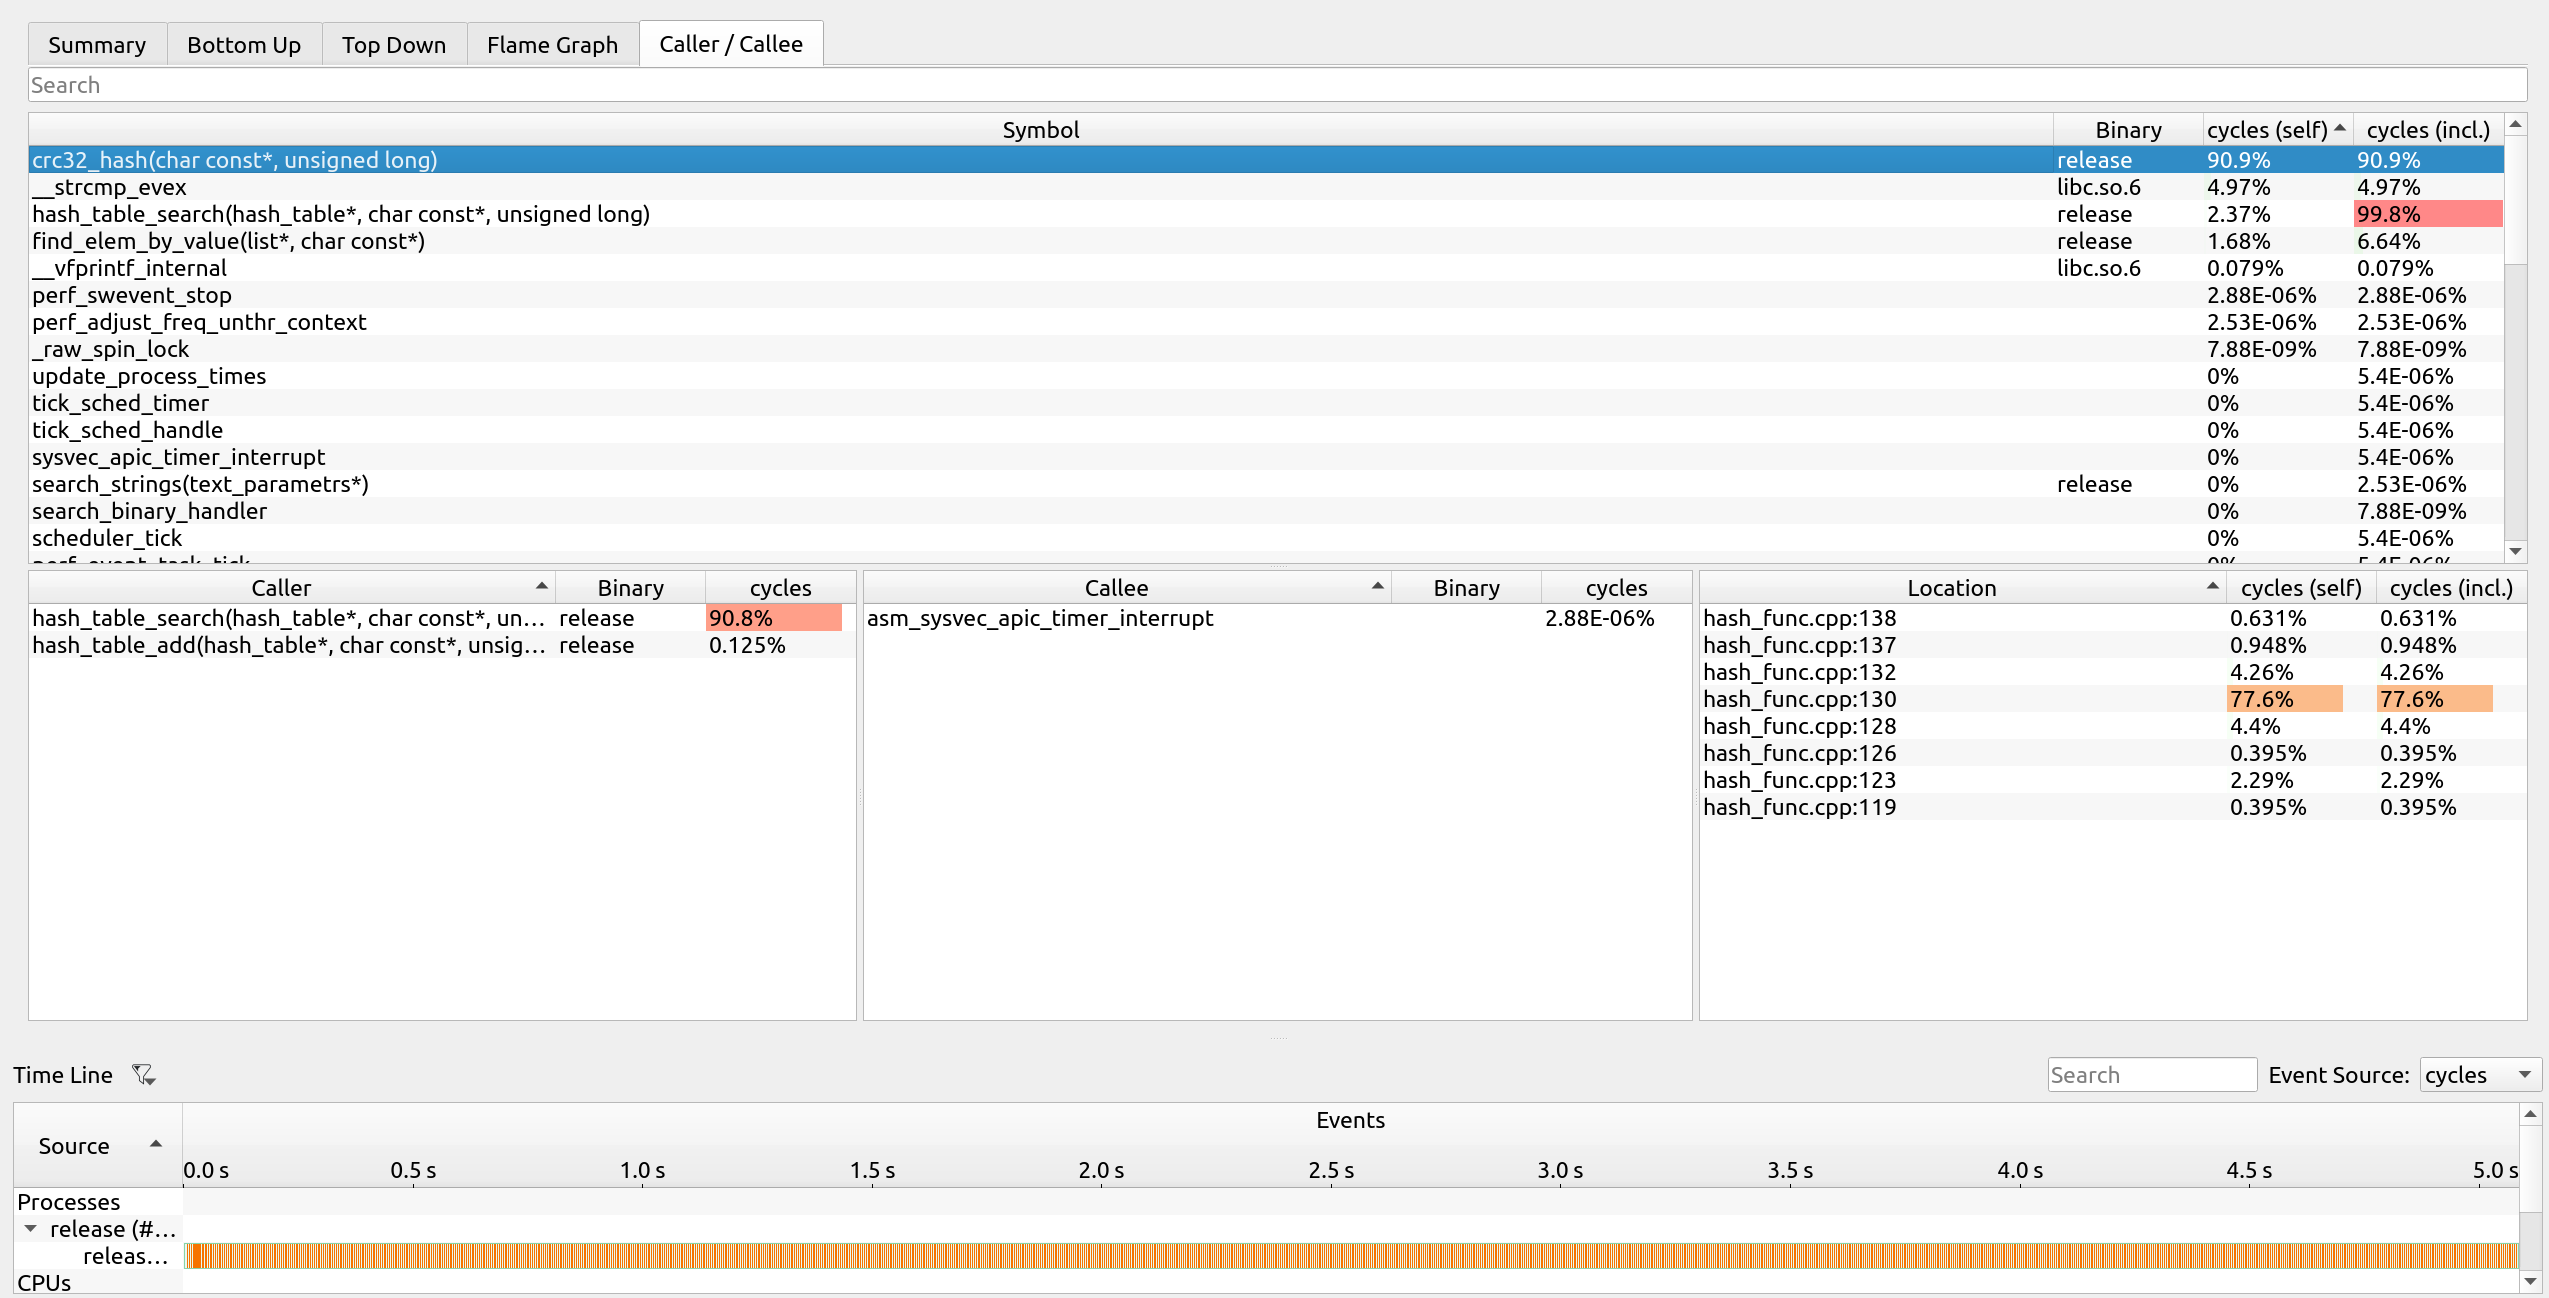 Summary Bottom Up Top Down Flame Graph Caller / Callee
Search
Symbol Binary cycles (self) cycles (incl.)
crc32_hash(char const*, unsigned long) release 90.9% 90.9%
__strcmp_evex libc.so.6 4.97% 4.97%
hash_table_search(hash_table*, char const*, unsigned long) release 2.37% 99.8%
find_elem_by_value(list*, char const*) release 1.68% 6.64%
__vfprintf_internal libc.so.6 0.079% 0.079%
perf_swevent_stop 2.88E-06% 2.88E-06%
perf_adjust_freq_unthr_context 2.53E-06% 2.53E-06%
_raw_spin_lock 7.88E-09% 7.88E-09%
update_process_times 0% 5.4E-06%
tick_sched_timer 0% 5.4E-06%
tick_sched_handle 0% 5.4E-06%
sysvec_apic_timer_interrupt 0% 5.4E-06%
search_strings(text_parametrs*) release 0% 2.53E-06%
search_binary_handler 0% 7.88E-09%
scheduler_tick 0% 5.4E-06%
perf_event_task_tick 0% 5.4E-06%
Caller Binary cycles
hash_table_search(hash_table*, char const*, un... release 90.8%
hash_table_add(hash_table*, char const*, unsig... release 0.125%
Callee Binary cycles
asm_sysvec_apic_timer_interrupt 2.88E-06%
Location cycles (self) cycles (incl.)
hash_func.cpp:138 0.631% 0.631%
hash_func.cpp:137 0.948% 0.948%
hash_func.cpp:132 4.26% 4.26%
hash_func.cpp:130 77.6% 77.6%
hash_func.cpp:128 4.4% 4.4%
hash_func.cpp:126 0.395% 0.395%
hash_func.cpp:123 2.29% 2.29%
hash_func.cpp:119 0.395% 0.395%
Time Line Search Event Source: cycles
Source Events
0.0 s 0.5 s 1.0 s 1.5 s 2.0 s 2.5 s 3.0 s 3.5 s 4.0 s 4.5 s 5.0 s
Processes
release (#...
releas...
CPUs